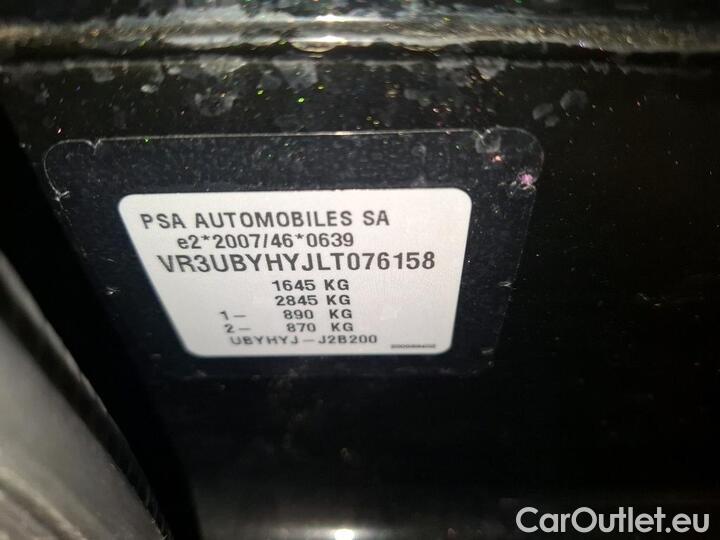 PSA AUTOMOBILES SA
e2*2007/46*0639
VR3UBYHYJLT076158
1645 KG
2845 KG
1- 890 KG
2- 870 KG
UBYHYJ-J2B200
CarOutlet.eu